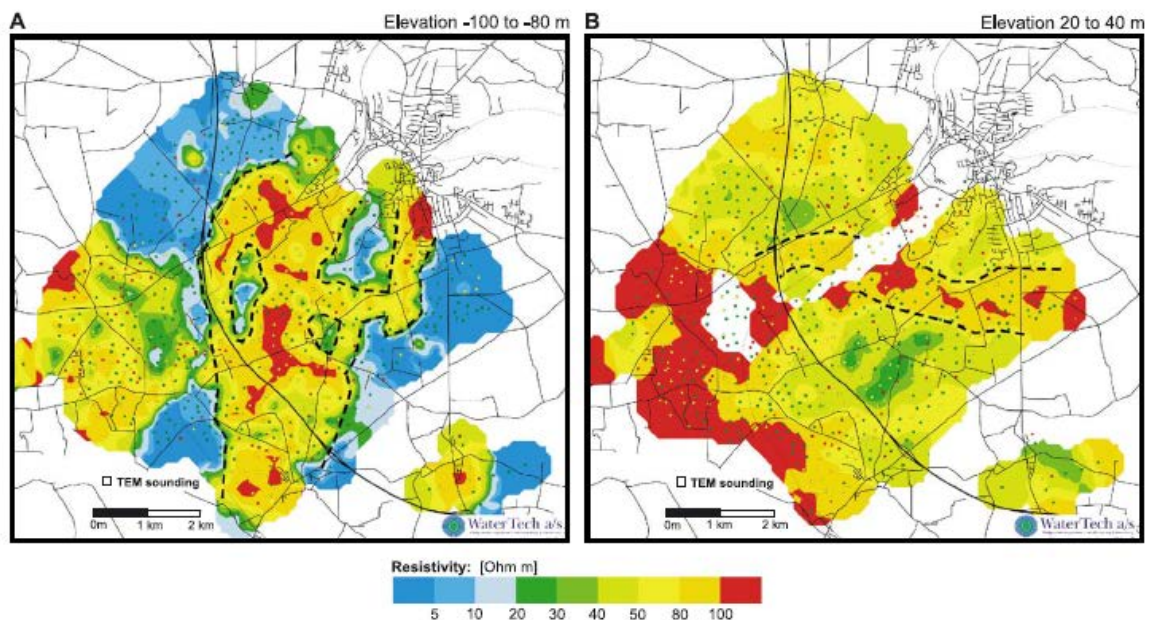 A
Elevation -100 to -80 m
B
Elevation 20 to 40 m
TEM sounding
0m 1 km 2 km
WaterTech a/s
TEM sounding
0m 1 km 2 km
WaterTech a/s
Resistivity: [Ohm m]
5 10 20 30 40 50 80 100